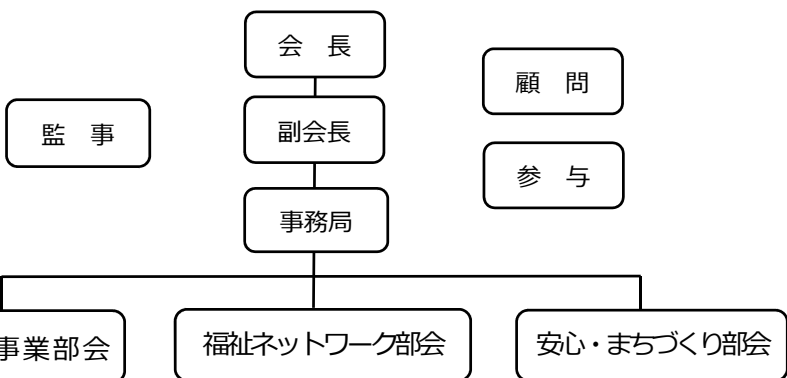 会　長
顧　問
監　事
副会長
参　与
事務局
事業部会
福祉ネットワーク部会
安心・まちづくり部会